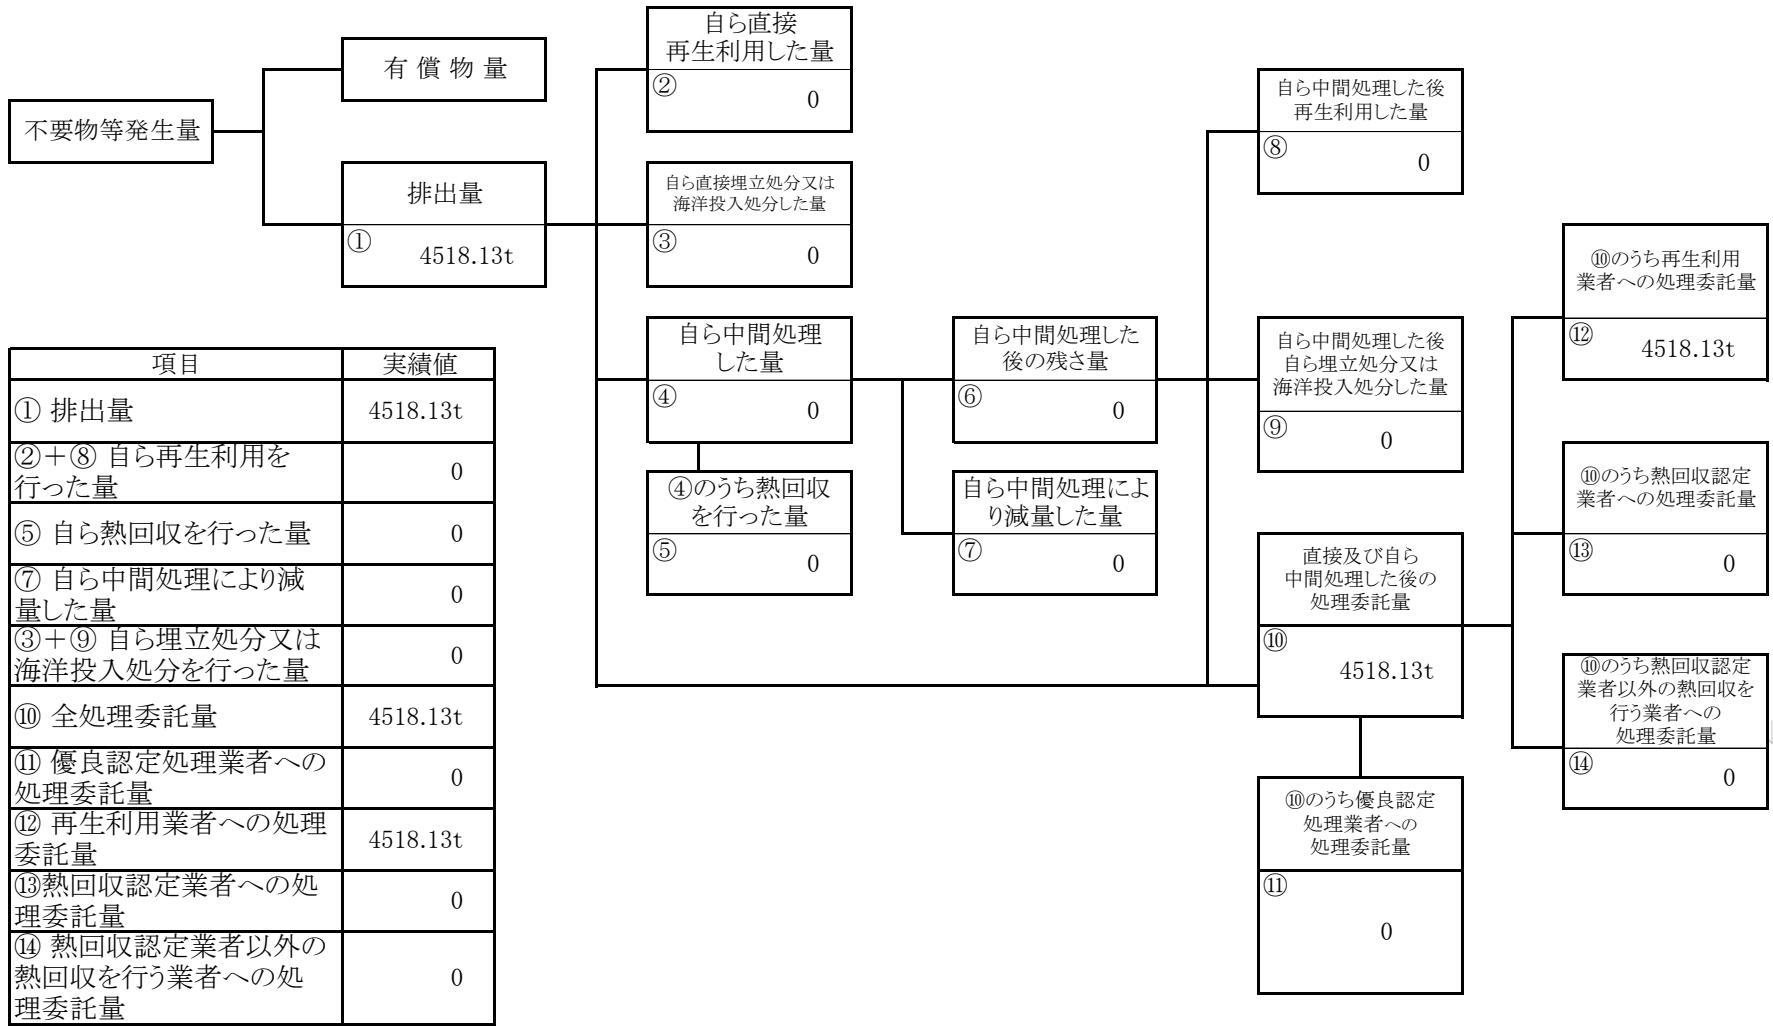 不要物等発生量
有 償 物 量
排出量
①
4518.13t
自ら直接
再生利用した量
②
0
自ら直接埋立処分又は
海洋投入処分した量
③
0
自ら中間処理
した量
④
0
④のうち熱回収
を行った量
⑤
0
自ら中間処理した
後の残さ量
⑥
0
自ら中間処理によ
り減量した量
⑦
0
自ら中間処理した後
再生利用した量
⑧
0
自ら中間処理した後
自ら埋立処分又は
海洋投入処分した量
⑨
0
直接及び自ら
中間処理した後の
処理委託量
⑩
4518.13t
⑩のうち優良認定
処理業者への
処理委託量
⑪
0
⑩のうち再生利用
業者への処理委託量
⑫
4518.13t
⑩のうち熱回収認定
業者への処理委託量
⑬
0
⑩のうち熱回収認定
業者以外の熱回収を
行う業者への
処理委託量
⑭
0
項目 実績値
① 排出量 4518.13t
②＋⑧ 自ら再生利用を
行った量 0
⑤ 自ら熱回収を行った量 0
⑦ 自ら中間処理により減
量した量 0
③＋⑨ 自ら埋立処分又は
海洋投入処分を行った量 0
⑩ 全処理委託量 4518.13t
⑪ 優良認定処理業者への
処理委託量 0
⑫ 再生利用業者への処理
委託量 4518.13t
⑬熱回収認定業者への処
理委託量 0
⑭ 熱回収認定業者以外の
熱回収を行う業者への処
理委託量 0